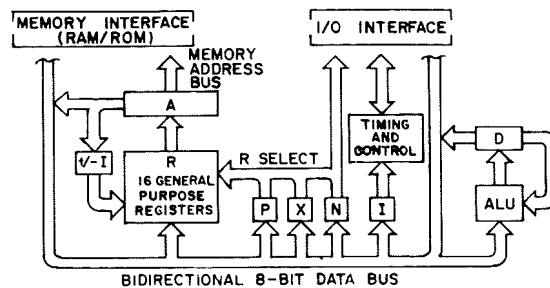 MEMORY INTERFACE
(RAM/ROM)
I/O INTERFACE
MEMORY
ADDRESS
BUS
A
TIMING
AND
CONTROL
D
+/-1
R
16 GENERAL
PURPOSE
REGISTERS
R SELECT
P
X
N
I
ALU
BIDIRECTIONAL 8-BIT DATA BUS